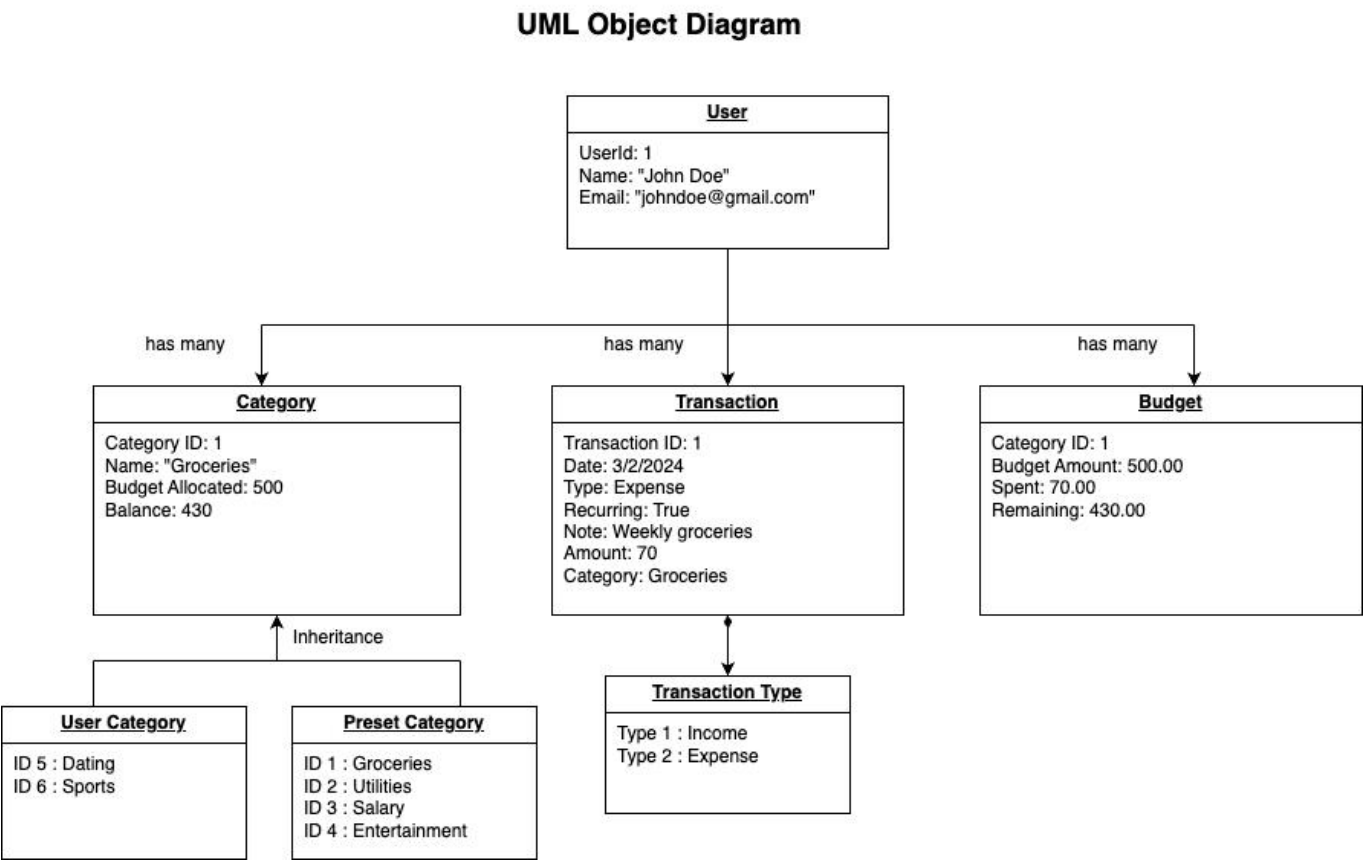 UML Object Diagram
User
UserId: 1
Name: "John Doe"
Email: "johndoe@gmail.com"
has many
has many
has many
Category
Category ID: 1
Name: "Groceries"
Budget Allocated: 500
Balance: 430
Transaction
Transaction ID: 1
Date: 3/2/2024
Type: Expense
Recurring: True
Note: Weekly groceries
Amount: 70
Category: Groceries
Budget
Category ID: 1
Budget Amount: 500.00
Spent: 70.00
Remaining: 430.00
Inheritance
User Category
ID 5 : Dating
ID 6 : Sports
Preset Category
ID 1 : Groceries
ID 2 : Utilities
ID 3 : Salary
ID 4 : Entertainment
Transaction Type
Type 1 : Income
Type 2 : Expense